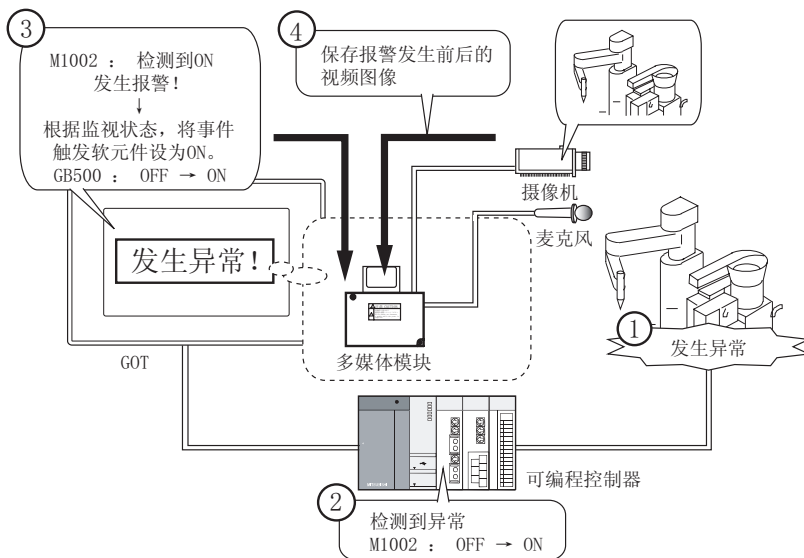 ③
M1002 : 检测到ON
发生报警!
↓
根据监视状态，将事件
触发软元件设为ON。
GB500 : OFF → ON
④
保存报警发生前后的
视频图像
摄像机
麦克风
发生异常!
多媒体模块
GOT
①
发生异常
可编程控制器
②
检测到异常
M1002 : OFF → ON